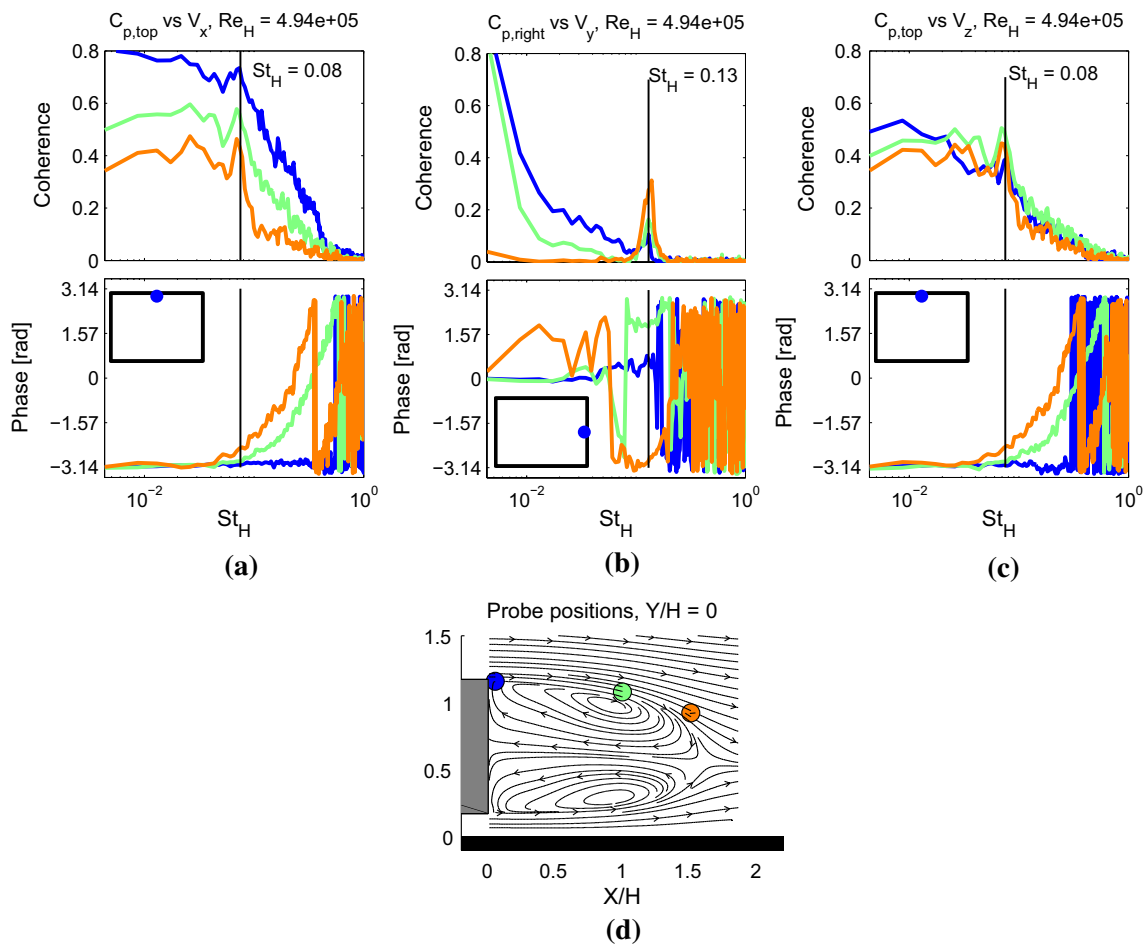 C_p,top vs V_x, Re_H = 4.94e+05
0.8
0.6
0.4
0.2
0
Coherence
St_H = 0.08
3.14
1.57
0
−1.57
−3.14
Phase [rad]
10^−2
10^0
St_H
(a)
C_p,right vs V_y, Re_H = 4.94e+05
0.8
0.6
0.4
0.2
0
Coherence
St_H = 0.13
3.14
1.57
0
−1.57
−3.14
Phase [rad]
10^−2
10^0
St_H
(b)
C_p,top vs V_z, Re_H = 4.94e+05
0.8
0.6
0.4
0.2
0
Coherence
St_H = 0.08
3.14
1.57
0
−1.57
−3.14
Phase [rad]
10^−2
10^0
St_H
(c)
Probe positions, Y/H = 0
1.5
1
0.5
0
0 0.5 1 1.5 2
X/H
(d)